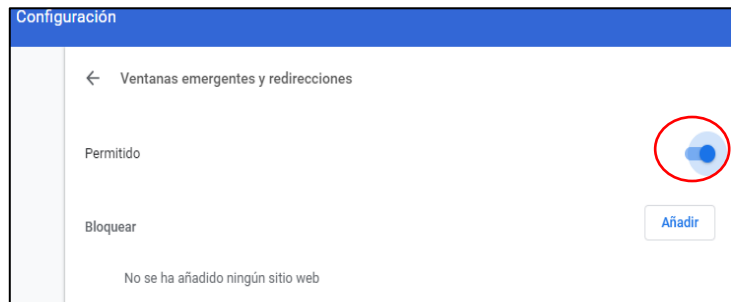 Configuración
Ventanas emergentes y redirecciones
Permitido
Bloquear
Añadir
No se ha añadido ningún sitio web